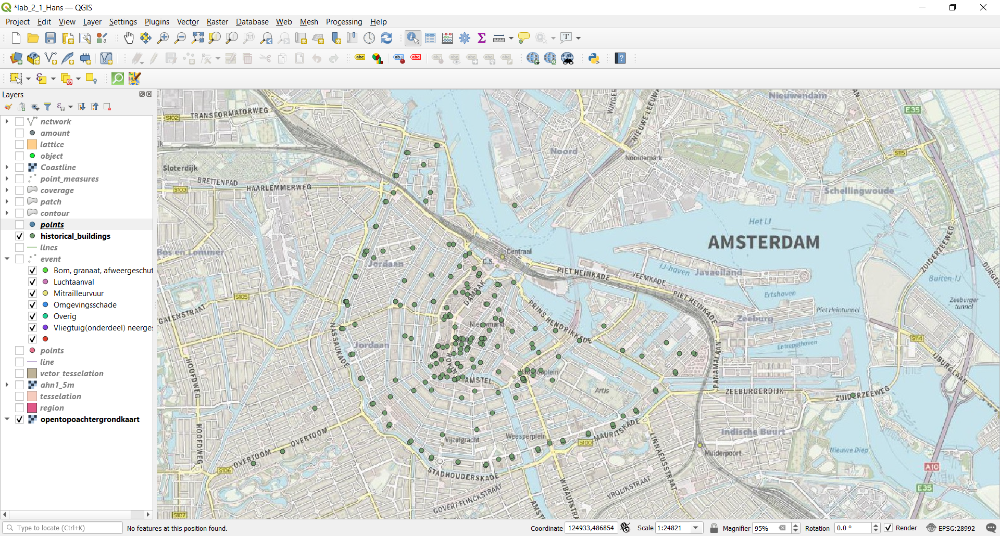 *lab_2_1_Hans — QGIS
Project Edit View Layer Settings Plugins Vector Raster Database Web Mesh Processing Help
Layers
network
amount
lattice
object
Coastline
point_measures
coverage
patch
contour
points
historical_buildings
lines
event
Bom, granaat, afweergeschut
Luchtaanval
Mitrailleurvuur
Omgevingsschade
Overig
Vliegtuig(onderdeel) neerges
points
line
vetor_tesselation
ahn1_5m
tesselation
region
opentopoachtergrondkaart
TRANSFORMATORWEG
S102
Sloterdijk
BRETTENPAD
HAARLEMMERWEG
S103
Bos en Lommer
Jordaan
S105
GALENSTRAAT
NASSAUKADE
Jordaan
HOOFDWEG
HOOFDWEG
OVERTOOM
OVERTOOM
S106
S107
Noord
Noorderpark
NIEUWE-LEEUW
WINGER
Nieuwendam
E35
S115
Schellingwoude
Het IJ
AMSTERDAM
Centraal
C.S.
PIET HEINKADE
VEEMKADE
IJ-haven
Javaeiland
Ertshoven
PIET HEINKADE
Piet Heintunnel
Zeeburg
Entrepothaven
ZUIDERZEEWEG
Buiten-IJ
DURGER
Zeeburger
tunnel
S114
IJBURGLAAN
DAMRAK
PRINS HENDRIKKADE
Nieuwmarkt
ROKIN
AMSTEL
Artis
PANAMALAAN
ZEEBURGERDIJK
ZUIDERZEEWEG
Weesperplein
MAURITSKADE
S100
Vijzelgracht
Indische Buurt
Nieuwe Diep
Muiderpoort
LINNAEUSSTRAAT
STADHOUDERSKADE
GOVERT FLINCKSTRAAT
WIBAUTSTRA
AMST
VROLIKSTRAAT
A10
E35
Type to locate (Ctrl+K) No features at this position found. Coordinate 124933,486854 Scale 1:24821 Magnifier 95% Rotation 0.0 ° Render EPSG:28992